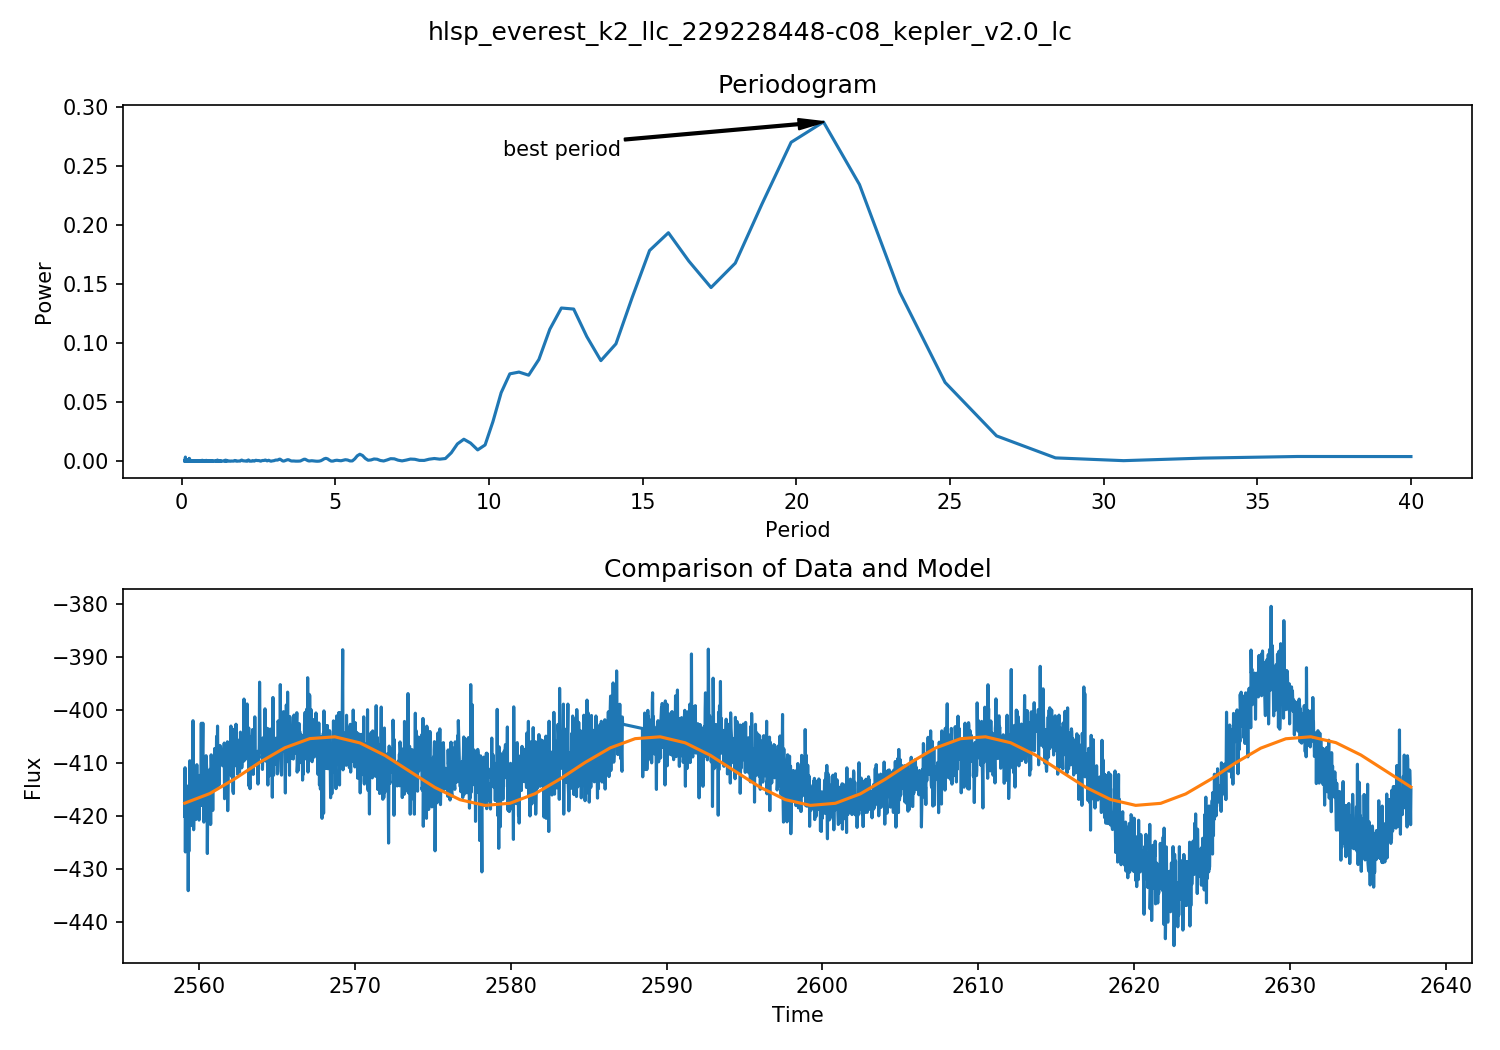 hlsp_everest_k2_llc_229228448-c08_kepler_v2.0_lc
Periodogram
0.30
0.25
0.20
0.15
0.10
0.05
0.00
Power
best period
0 5 10 15 20 25 30 35 40
Period
Comparison of Data and Model
−380
−390
−400
−410
−420
−430
−440
Flux
2560 2570 2580 2590 2600 2610 2620 2630 2640
Time